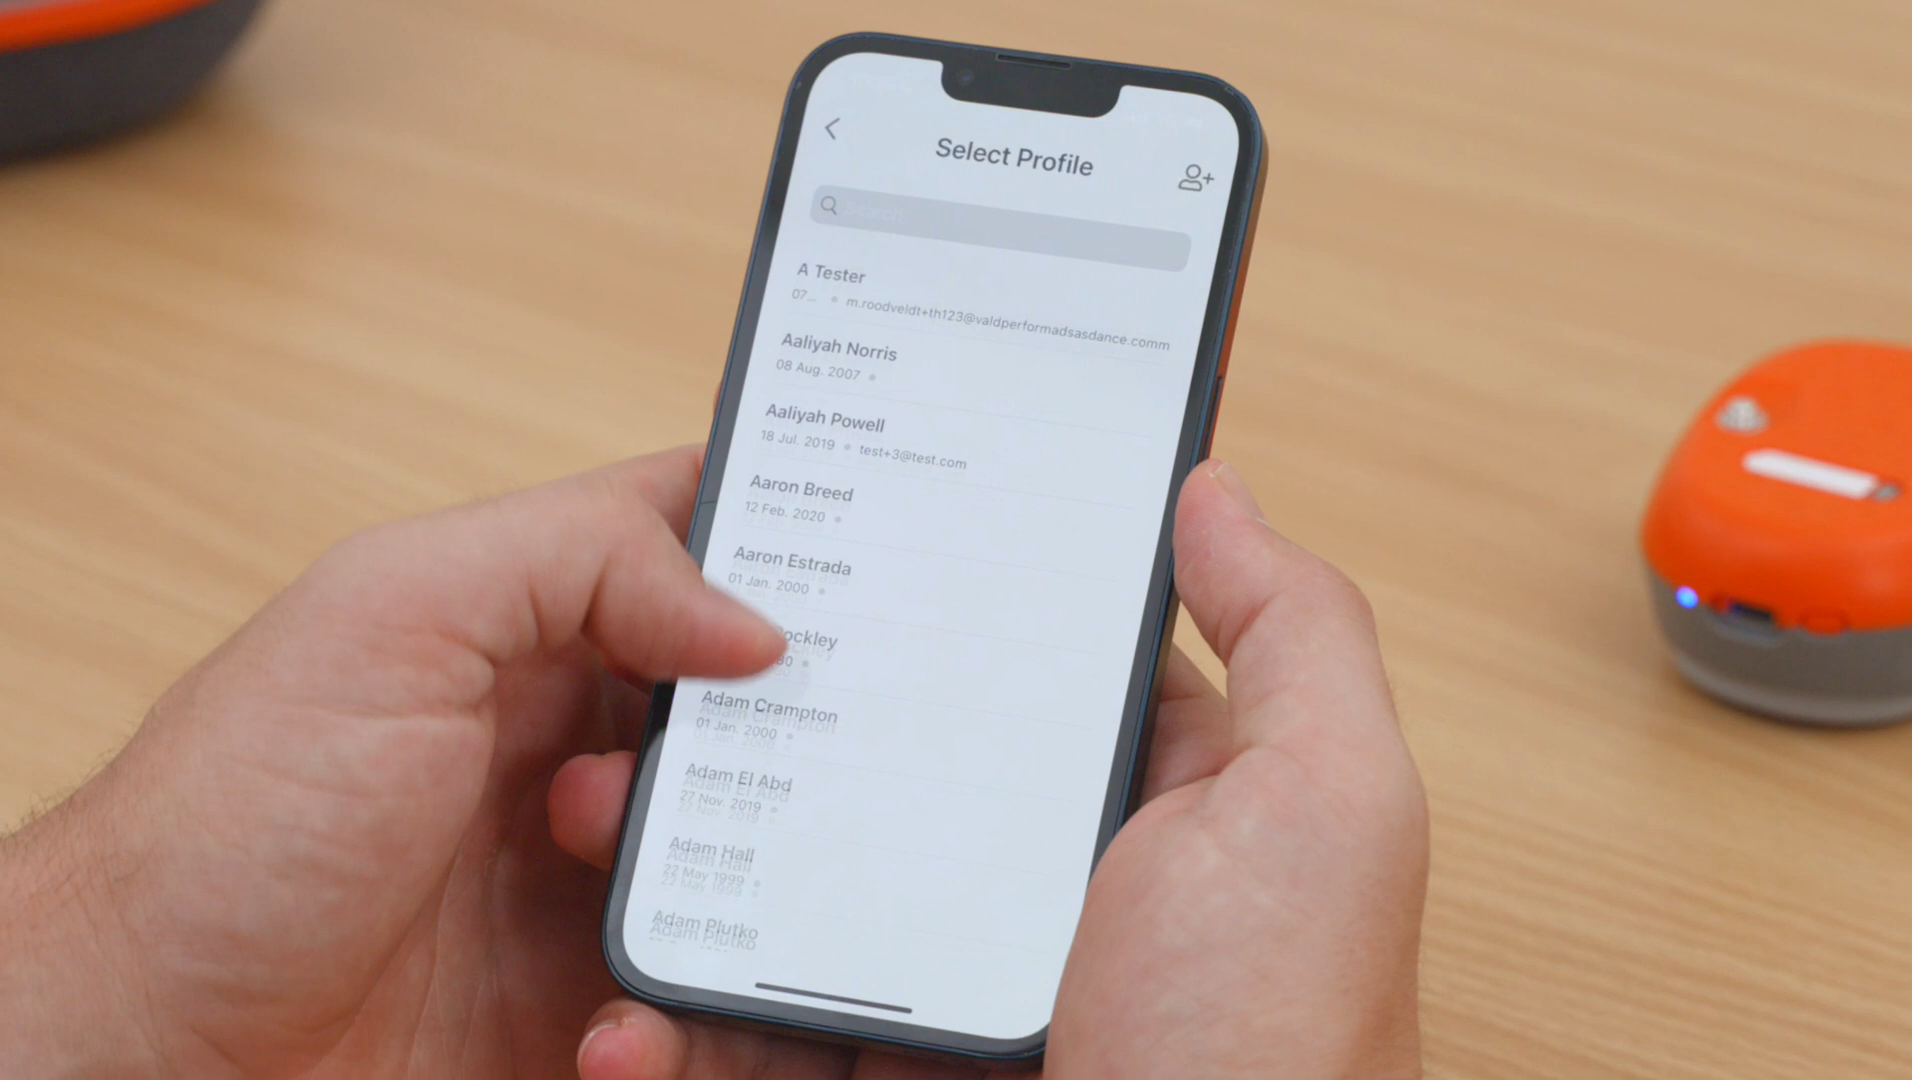 Select Profile
Search
A Tester
07... • m.roodveldt+th123@valdperformadsasdance.comm
Aaliyah Norris
08 Aug. 2007 •
Aaliyah Powell
18 Jul. 2019 • test+3@test.com
Aaron Breed
12 Feb. 2020 •
Aaron Estrada
01 Jan. 2000 •
ockley
Adam Crampton
01 Jan. 2000 •
Adam El Abd
27 Nov. 2019 •
Adam Hall
22 May 1999 •
Adam Plutko